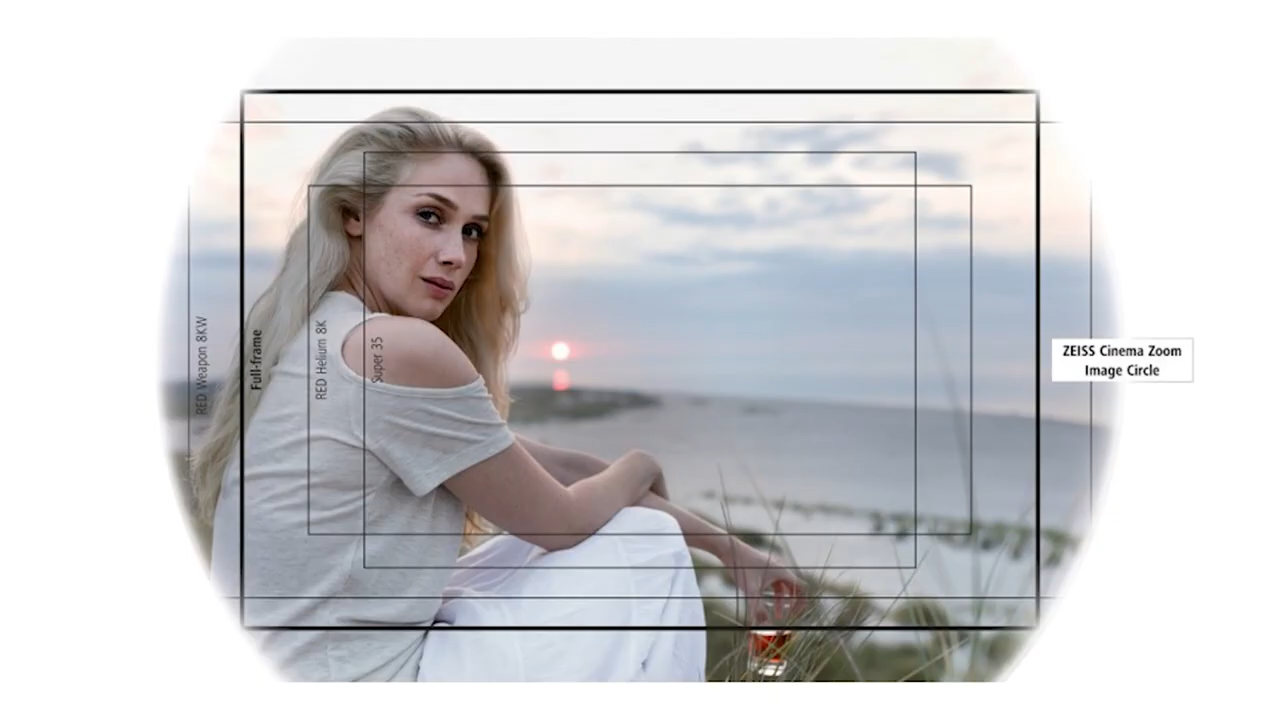 RED Weapon 8KW
Full-frame
RED Helium 8K
Super 35
ZEISS Cinema Zoom
Image Circle